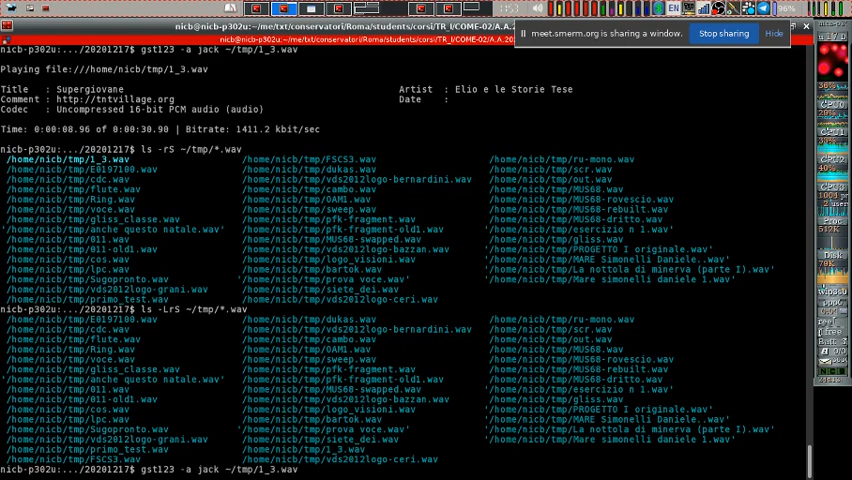 11:53
EN
96%
nicb@nicb-p302u: ~/me/txt/conservatori/Roma/students/corsi/TR_I/COME-02/A.A.202
nicb@nicb-p302u: ~/me/txt/conservatori/Roma/students/corsi/TR_I/COME-02/A.A.202
meet.smerm.org is sharing a window.
Stop sharing
Hide
nicb-p302u:.../20201217$ gst123 -a jack ~/tmp/1_3.wav
Playing file:///home/nicb/tmp/1_3.wav
Title : Supergiovane Artist : Elio e le Storie Tese
Comment : http://tntvillage.org Date :
Codec : Uncompressed 16-bit PCM audio (audio)
Time: 0:00:08.96 of 0:00:30.90 | Bitrate: 1411.2 kbit/sec
nicb-p302u:.../20201217$ ls -rS ~/tmp/*.wav
/home/nicb/tmp/1_3.wav /home/nicb/tmp/FSCS3.wav /home/nicb/tmp/ru-mono.wav
/home/nicb/tmp/E0197100.wav /home/nicb/tmp/dukas.wav /home/nicb/tmp/scr.wav
/home/nicb/tmp/cdc.wav /home/nicb/tmp/vds2012logo-bernardini.wav /home/nicb/tmp/out.wav
/home/nicb/tmp/flute.wav /home/nicb/tmp/cambo.wav /home/nicb/tmp/MUS68.wav
/home/nicb/tmp/Ring.wav /home/nicb/tmp/OAM1.wav /home/nicb/tmp/MUS68-rovescio.wav
/home/nicb/tmp/voce.wav /home/nicb/tmp/sweep.wav /home/nicb/tmp/MUS68-rebuilt.wav
/home/nicb/tmp/gliss_classe.wav /home/nicb/tmp/pfk-fragment.wav /home/nicb/tmp/MUS68-dritto.wav
'/home/nicb/tmp/anche questo natale.wav' /home/nicb/tmp/pfk-fragment-old1.wav '/home/nicb/tmp/esercizio n 1.wav'
/home/nicb/tmp/011.wav /home/nicb/tmp/MUS68-swapped.wav /home/nicb/tmp/gliss.wav
/home/nicb/tmp/011-old1.wav /home/nicb/tmp/vds2012logo-bazzan.wav '/home/nicb/tmp/PROGETTO I originale.wav'
/home/nicb/tmp/cos.wav /home/nicb/tmp/logo_visioni.wav '/home/nicb/tmp/MARE Simonelli Daniele..wav'
/home/nicb/tmp/lpc.wav /home/nicb/tmp/bartok.wav '/home/nicb/tmp/La nottola di minerva (parte I).wav'
/home/nicb/tmp/Sugopronto.wav '/home/nicb/tmp/prova voce.wav' '/home/nicb/tmp/Mare simonelli daniele 1.wav'
/home/nicb/tmp/vds2012logo-grani.wav /home/nicb/tmp/siete_dei.wav
/home/nicb/tmp/primo_test.wav /home/nicb/tmp/vds2012logo-ceri.wav
nicb-p302u:.../20201217$ ls -LrS ~/tmp/*.wav
/home/nicb/tmp/E0197100.wav /home/nicb/tmp/dukas.wav /home/nicb/tmp/ru-mono.wav
/home/nicb/tmp/cdc.wav /home/nicb/tmp/vds2012logo-bernardini.wav /home/nicb/tmp/scr.wav
/home/nicb/tmp/flute.wav /home/nicb/tmp/cambo.wav /home/nicb/tmp/out.wav
/home/nicb/tmp/Ring.wav /home/nicb/tmp/OAM1.wav /home/nicb/tmp/MUS68.wav
/home/nicb/tmp/voce.wav /home/nicb/tmp/sweep.wav /home/nicb/tmp/MUS68-rovescio.wav
/home/nicb/tmp/gliss_classe.wav /home/nicb/tmp/pfk-fragment.wav /home/nicb/tmp/MUS68-rebuilt.wav
'/home/nicb/tmp/anche questo natale.wav' /home/nicb/tmp/pfk-fragment-old1.wav /home/nicb/tmp/MUS68-dritto.wav
/home/nicb/tmp/011.wav /home/nicb/tmp/MUS68-swapped.wav '/home/nicb/tmp/esercizio n 1.wav'
/home/nicb/tmp/011-old1.wav /home/nicb/tmp/vds2012logo-bazzan.wav /home/nicb/tmp/gliss.wav
/home/nicb/tmp/cos.wav /home/nicb/tmp/logo_visioni.wav '/home/nicb/tmp/PROGETTO I originale.wav'
/home/nicb/tmp/lpc.wav /home/nicb/tmp/bartok.wav '/home/nicb/tmp/MARE Simonelli Daniele..wav'
/home/nicb/tmp/Sugopronto.wav '/home/nicb/tmp/prova voce.wav' '/home/nicb/tmp/La nottola di minerva (parte I).wav'
/home/nicb/tmp/vds2012logo-grani.wav /home/nicb/tmp/siete_dei.wav '/home/nicb/tmp/Mare simonelli daniele 1.wav'
/home/nicb/tmp/primo_test.wav /home/nicb/tmp/1_3.wav
/home/nicb/tmp/FSCS3.wav /home/nicb/tmp/vds2012logo-ceri.wav
nicb-p302u:.../20201217$ gst123 -a jack ~/tmp/1_3.wav
CPU0
CPU1
CPU2
CPU3
Proc
512K
Disk